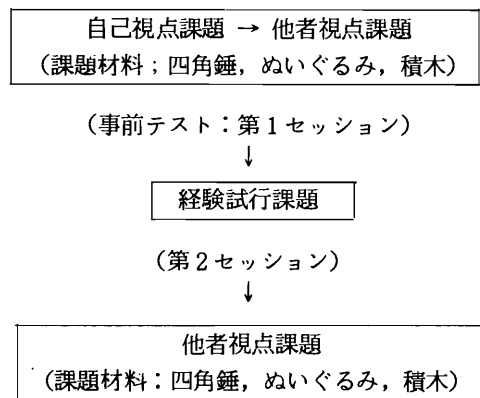 自己視点課題 → 他者視点課題
(課題材料;四角錘,ぬいぐるみ,積木)
(事前テスト:第1セッション)
↓
経験試行課題
(第2セッション)
↓
他者視点課題
(課題材料:四角錘,ぬいぐるみ,積木)